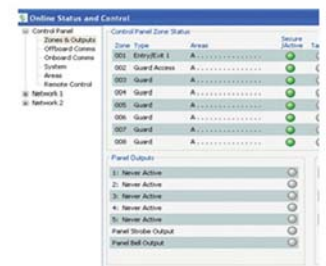 Online Status and Control
Control Panel
Zones & Outputs
Offboard Comms
Onboard Comms
System
Areas
Remote Control
Network 1
Network 2
Control Panel Zone Status
Zone Type Areas Secure /Active
001 Entry/Exit 1 A . . . . . . . . . . . . . . .
002 Guard Access A . . . . . . . . . . . . . . .
003 Guard A . . . . . . . . . . . . . . .
004 Guard A . . . . . . . . . . . . . . .
005 Guard A . . . . . . . . . . . . . . .
006 Guard A . . . . . . . . . . . . . . .
007 Guard A . . . . . . . . . . . . . . .
008 Guard A . . . . . . . . . . . . . . .
Panel Outputs
1: Never Active
2: Never Active
3: Never Active
4: Never Active
5: Never Active
Panel Strobe Output
Panel Bell Output